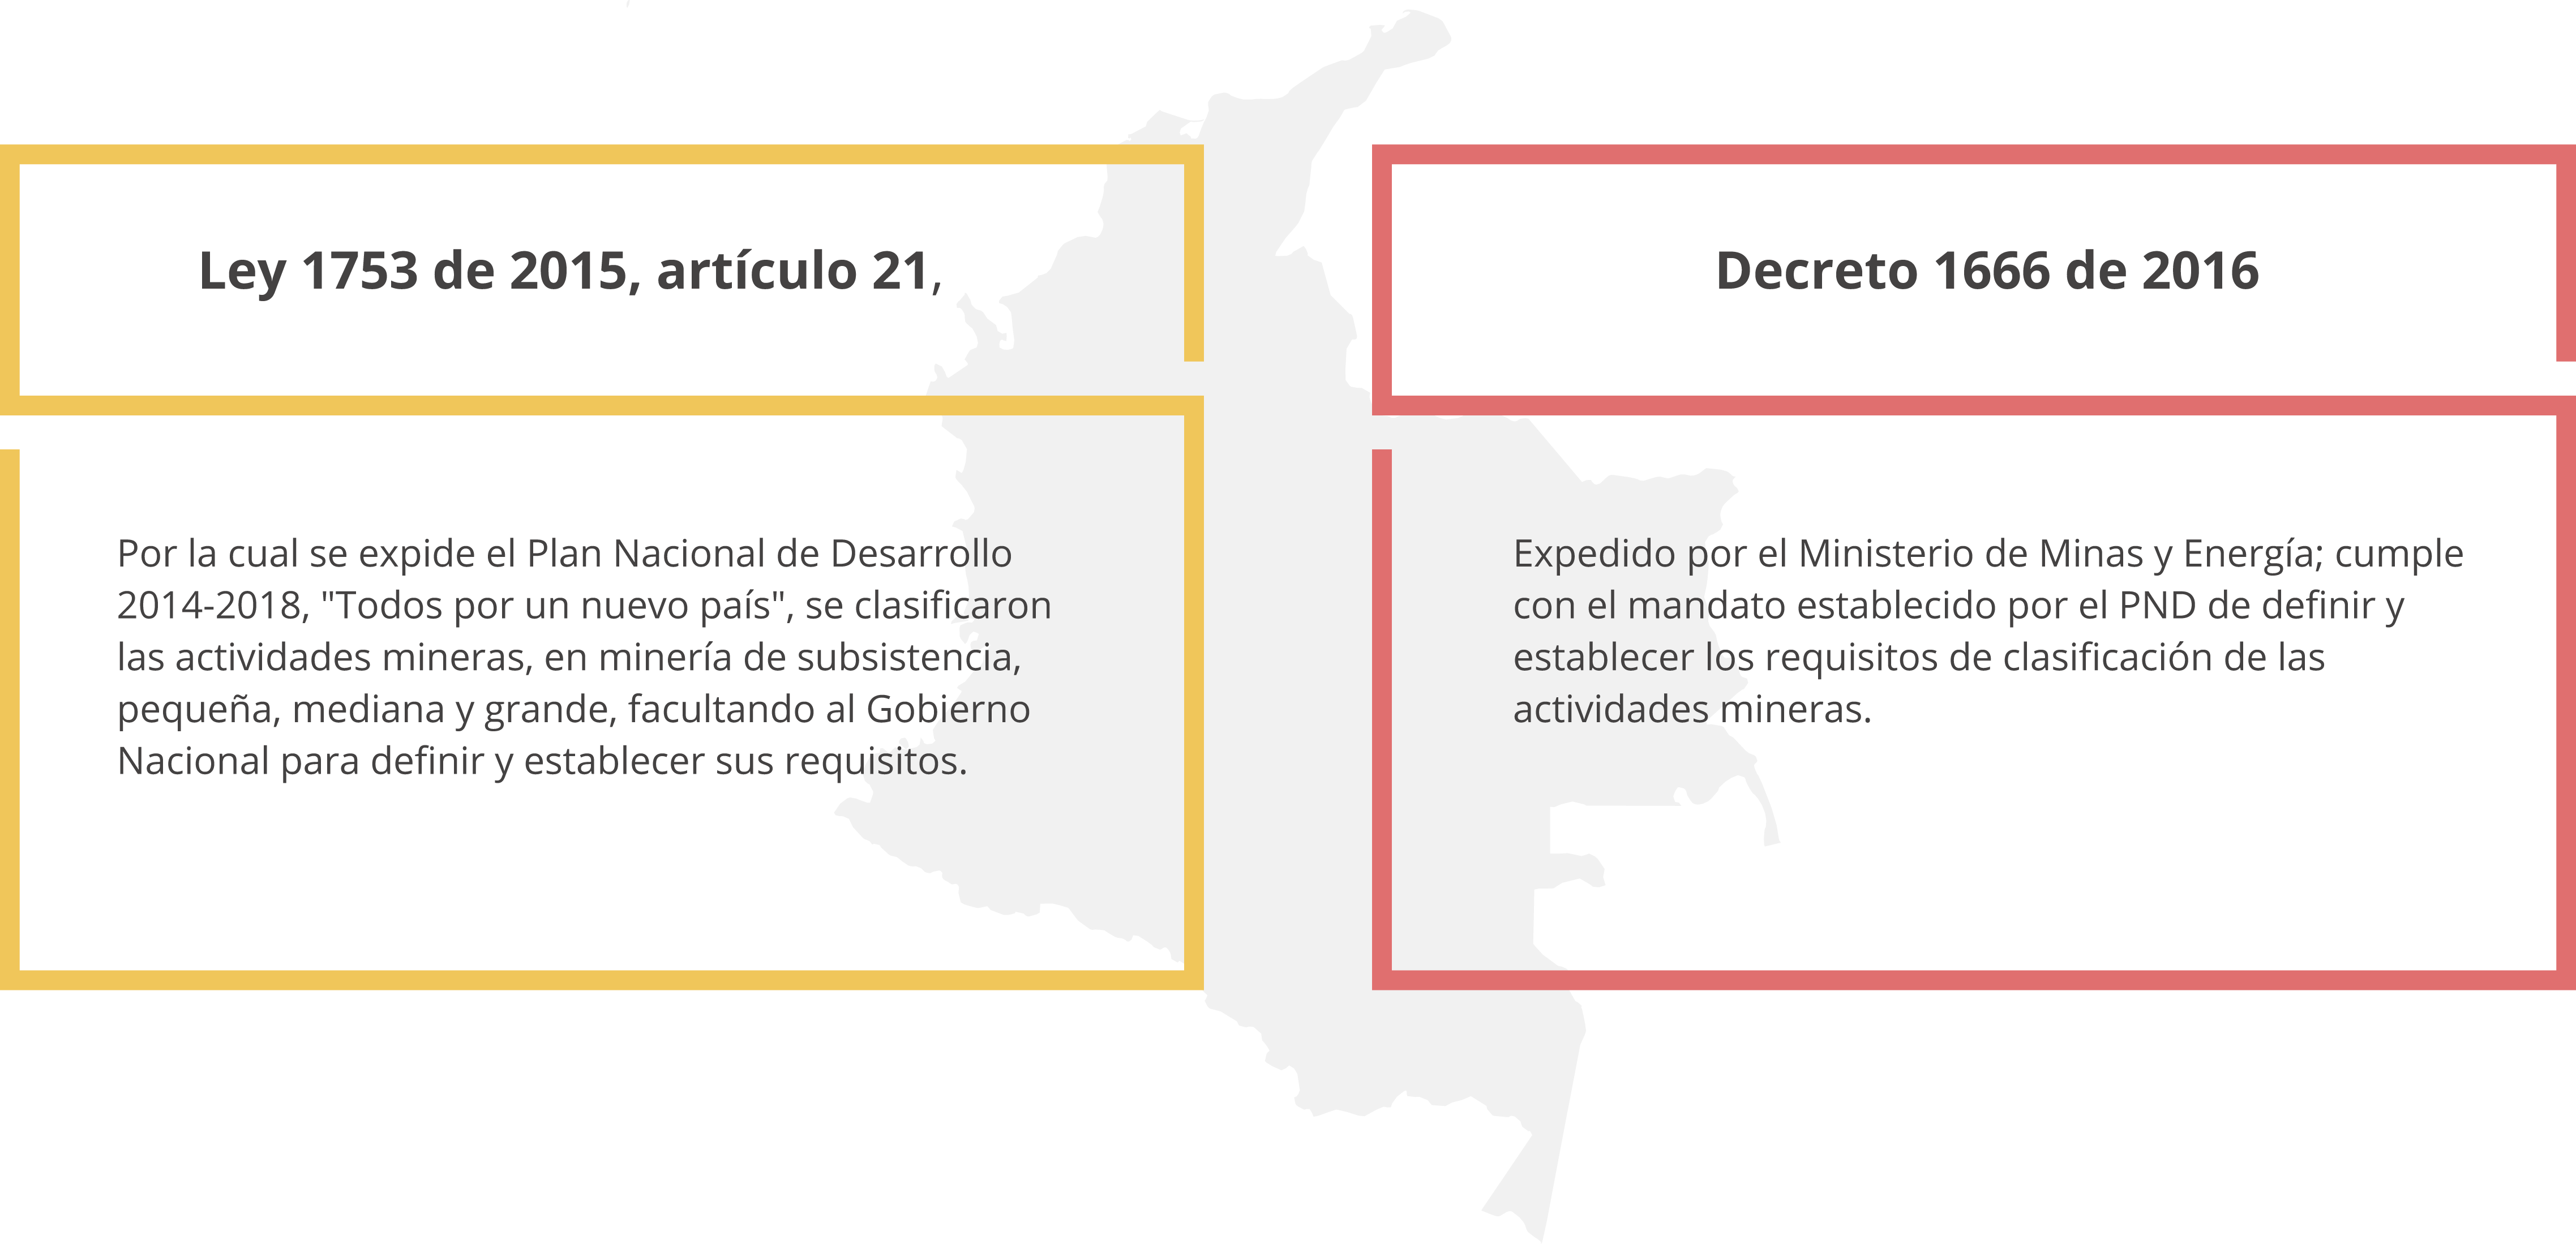 Ley 1753 de 2015, artículo 21,
Por la cual se expide el Plan Nacional de Desarrollo
2014-2018, "Todos por un nuevo país", se clasificaron
las actividades mineras, en minería de subsistencia,
pequeña, mediana y grande, facultando al Gobierno
Nacional para definir y establecer sus requisitos.
Decreto 1666 de 2016
Expedido por el Ministerio de Minas y Energía; cumple
con el mandato establecido por el PND de definir y
establecer los requisitos de clasificación de las
actividades mineras.